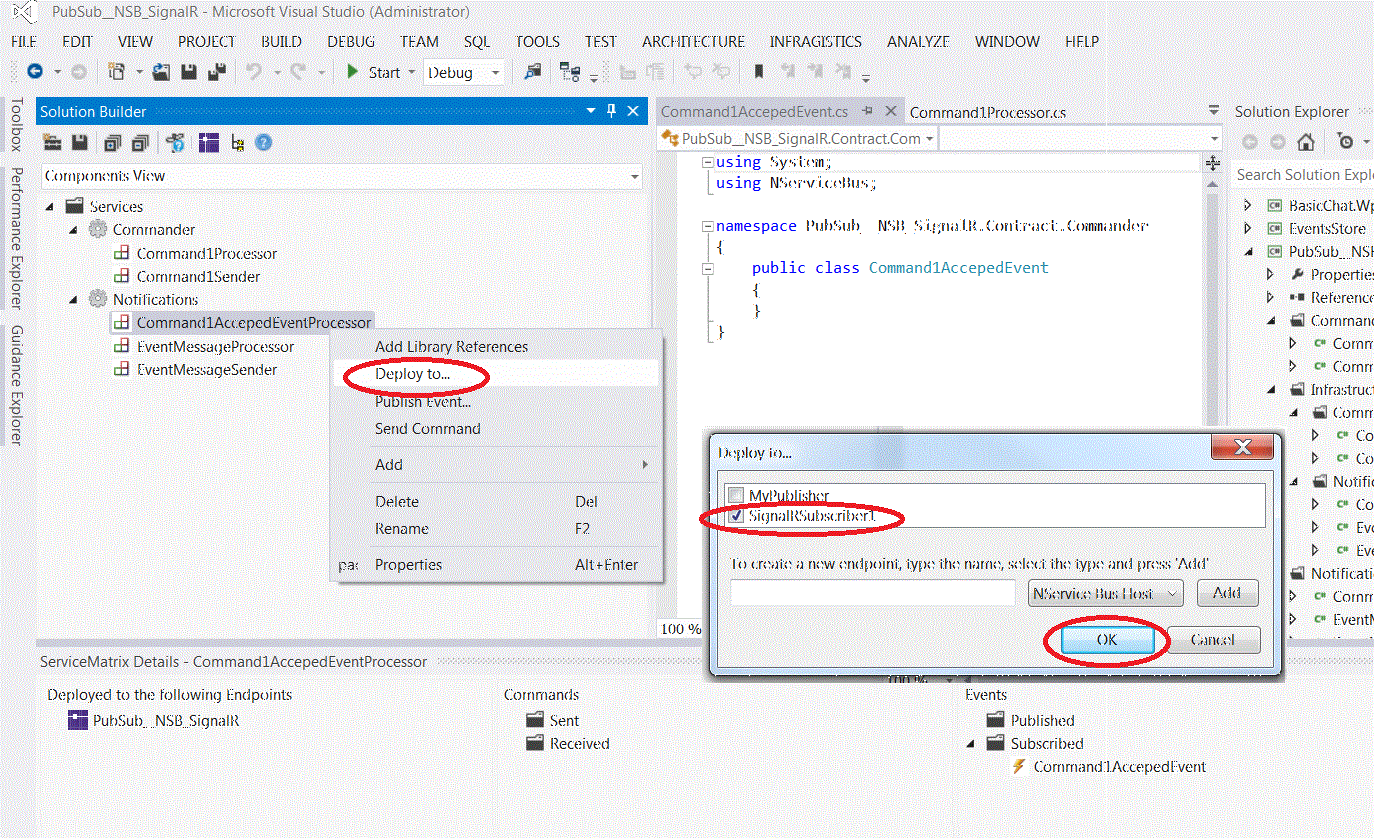 PubSub__NSB_SignalR - Microsoft Visual Studio (Administrator)
FILE EDIT VIEW PROJECT BUILD DEBUG TEAM SQL TOOLS TEST ARCHITECTURE INFRAGISTICS ANALYZE WINDOW HELP
Start Debug
Toolbox
Performance Explorer
Guidance Explorer
Solution Builder
Components View
Services
Commander
Command1Processor
Command1Sender
Notifications
Command1AccepedEventProcessor
EventMessageProcessor
EventMessageSender
Add Library References
Deploy to...
Publish Event...
Send Command
Add
Delete Del
Rename F2
Properties Alt+Enter
Command1AccepedEvent.cs Command1Processor.cs
PubSub__NSB_SignalR.Contract.Com
using System;
using NServiceBus;
namespace PubSub__NSB_SignalR.Contract.Commander
{
public class Command1AccepedEvent
{
}
}
100 %
Deploy to...
MyPublisher
SignalRSubscriber1
To create a new endpoint, type the name, select the type and press 'Add'
NService Bus Host Add
OK Cancel
100 %
Solution Explorer
Search Solution Explo
BasicChat.Wp
EventsStore
PubSub__NSB
Properties
Reference
Command
Comm
Comm
Infrastruct
Comm
Co
Co
Notific
Co
Eve
Eve
Notificati
Comm
EventM
ServiceMatrix Details - Command1AccepedEventProcessor
Deployed to the following Endpoints
PubSub__NSB_SignalR
Commands
Sent
Received
Events
Published
Subscribed
Command1AccepedEvent